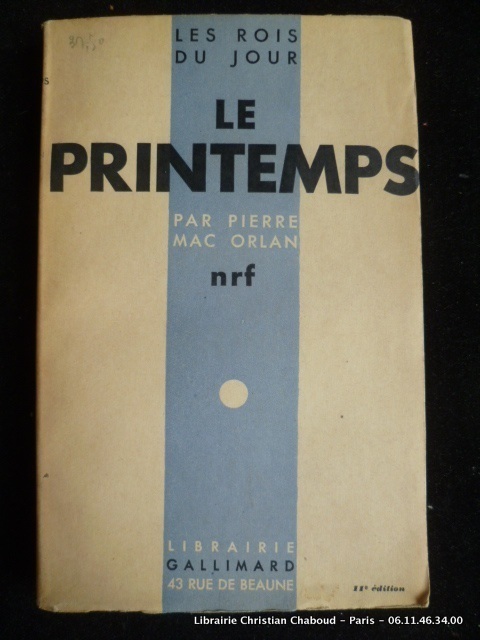 LES ROIS
DU JOUR
LE
PRINTEMPS
PAR PIERRE
MAC ORLAN
nrf
LIBRAIRIE
GALLIMARD
43 RUE DE BEAUNE
11e édition
S
Librairie Christian Chaboud - Paris - 06.11.46.34.00